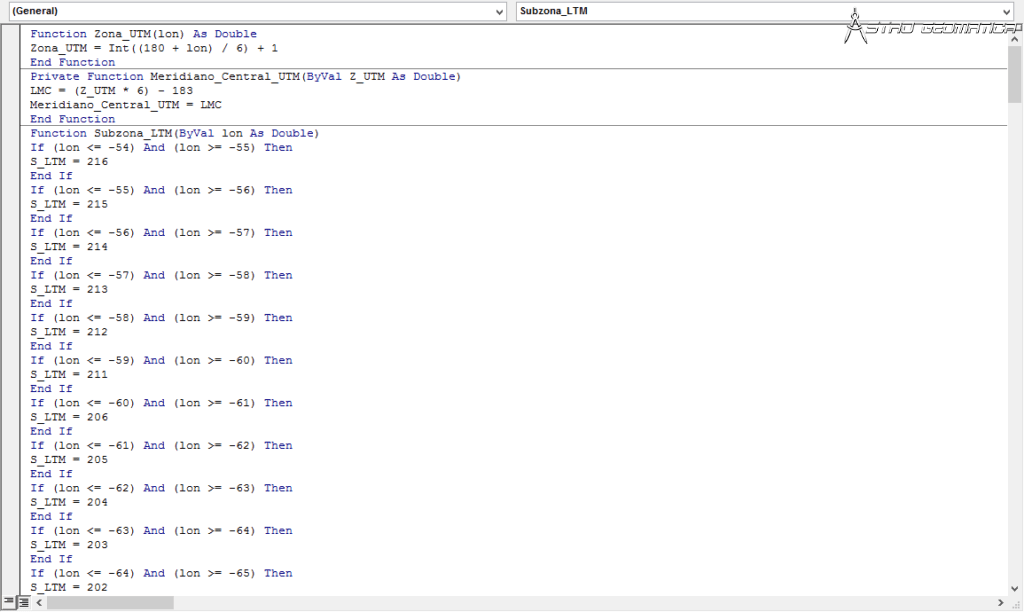 (General)
Subzona_LTM
ASTRO GEOMATICA
Function Zona_UTM(lon) As Double
Zona_UTM = Int((180 + lon) / 6) + 1
End Function
Private Function Meridiano_Central_UTM(ByVal Z_UTM As Double)
LMC = (Z_UTM * 6) - 183
Meridiano_Central_UTM = LMC
End Function
Function Subzona_LTM(ByVal lon As Double)
If (lon <= -54) And (lon >= -55) Then
S_LTM = 216
End If
If (lon <= -55) And (lon >= -56) Then
S_LTM = 215
End If
If (lon <= -56) And (lon >= -57) Then
S_LTM = 214
End If
If (lon <= -57) And (lon >= -58) Then
S_LTM = 213
End If
If (lon <= -58) And (lon >= -59) Then
S_LTM = 212
End If
If (lon <= -59) And (lon >= -60) Then
S_LTM = 211
End If
If (lon <= -60) And (lon >= -61) Then
S_LTM = 206
End If
If (lon <= -61) And (lon >= -62) Then
S_LTM = 205
End If
If (lon <= -62) And (lon >= -63) Then
S_LTM = 204
End If
If (lon <= -63) And (lon >= -64) Then
S_LTM = 203
End If
If (lon <= -64) And (lon >= -65) Then
S_LTM = 202